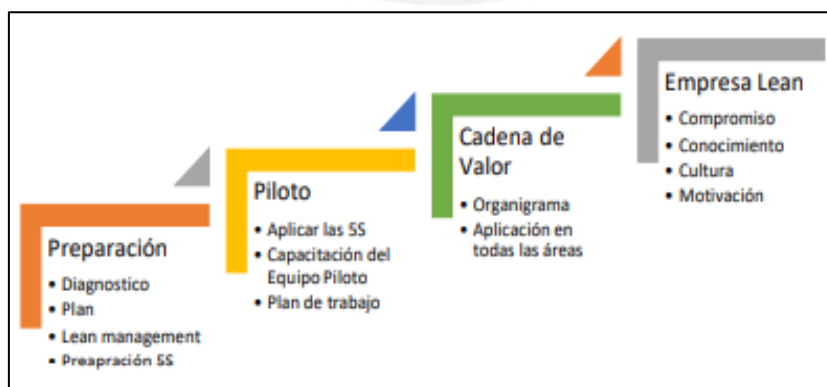 Preparación
• Diagnostico
• Plan
• Lean management
• Preapración 5S
Piloto
• Aplicar las 5S
• Capacitación del
Equipo Piloto
• Plan de trabajo
Cadena de
Valor
• Organigrama
• Aplicación en
todas las áreas
Empresa Lean
• Compromiso
• Conocimiento
• Cultura
• Motivación